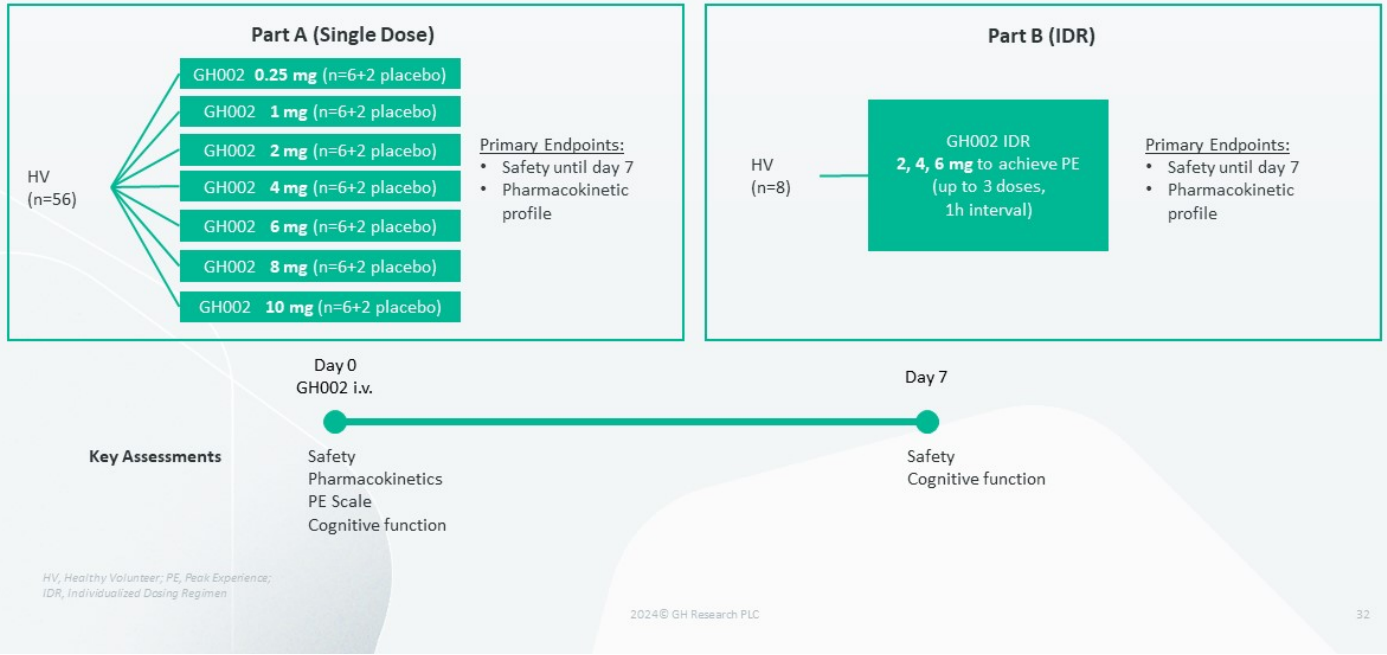 Part A (Single Dose)
HV
(n=56)
GH002 0.25 mg (n=6+2 placebo)
GH002 1 mg (n=6+2 placebo)
GH002 2 mg (n=6+2 placebo)
GH002 4 mg (n=6+2 placebo)
GH002 6 mg (n=6+2 placebo)
GH002 8 mg (n=6+2 placebo)
GH002 10 mg (n=6+2 placebo)
Primary Endpoints:
• Safety until day 7
• Pharmacokinetic
profile
Part B (IDR)
HV
(n=8)
GH002 IDR
2, 4, 6 mg to achieve PE
(up to 3 doses,
1h interval)
Primary Endpoints:
• Safety until day 7
• Pharmacokinetic
profile
Day 0
GH002 i.v.
Day 7
Key Assessments
Safety
Pharmacokinetics
PE Scale
Cognitive function
Safety
Cognitive function
HV, Healthy Volunteer; PE, Peak Experience;
IDR, Individualized Dosing Regimen
2024© GH Research PLC
32